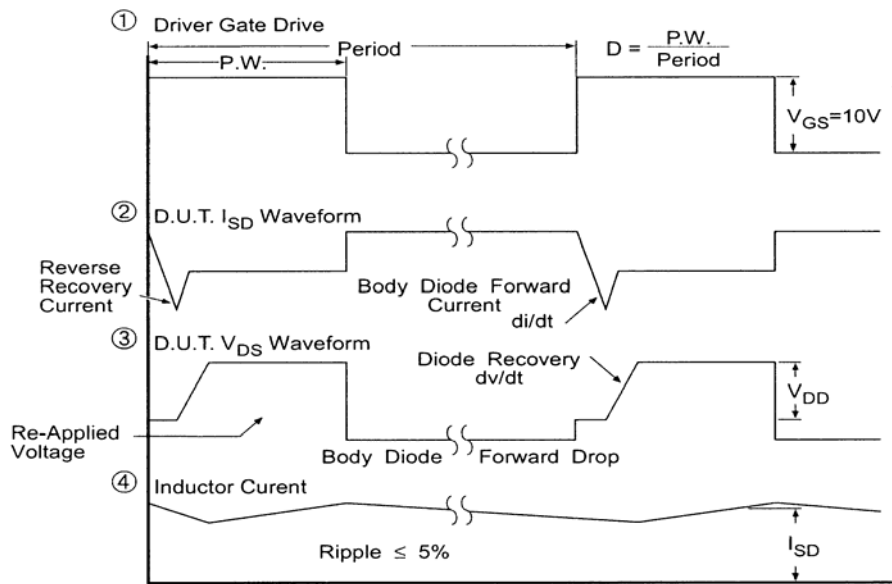 ① Driver Gate Drive
Period
P.W.
D = P.W. / Period
V_GS=10V
② D.U.T. I_SD Waveform
Reverse
Recovery
Current
Body Diode Forward
Current
di/dt
③ D.U.T. V_DS Waveform
Diode Recovery
dv/dt
V_DD
Re-Applied
Voltage
Body Diode Forward Drop
④ Inductor Curent
Ripple ≤ 5%
I_SD